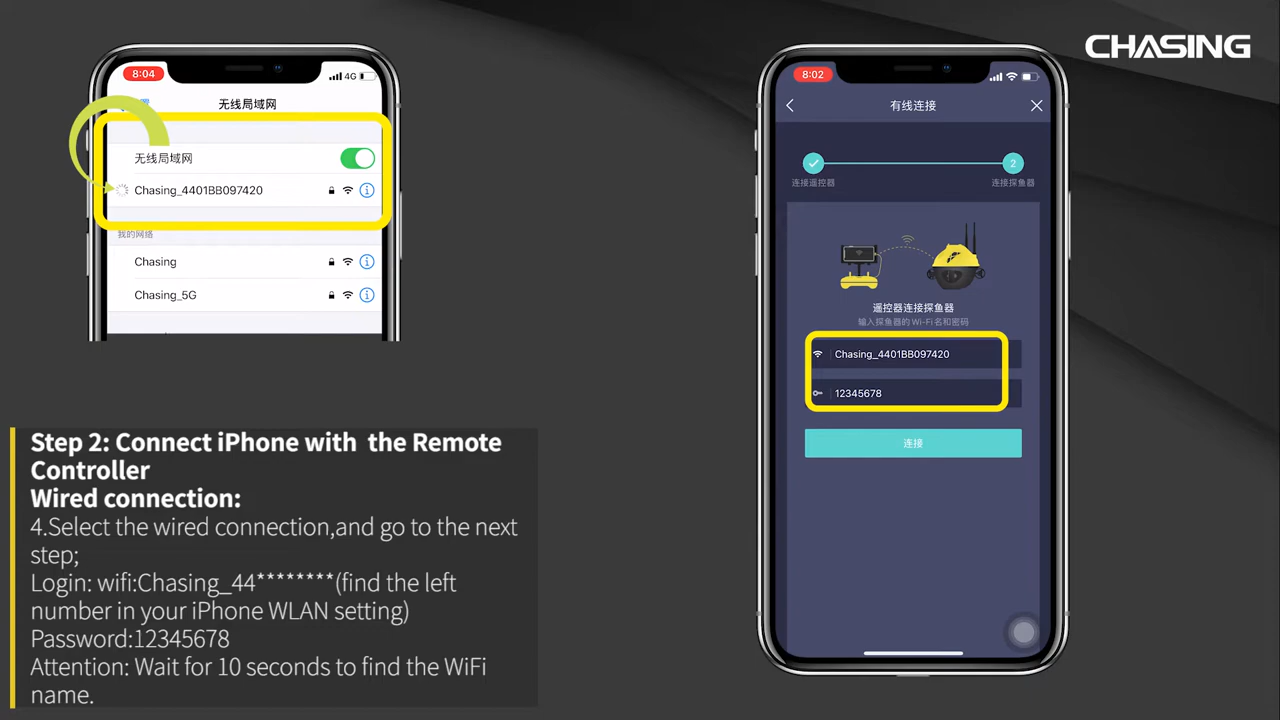 CHASING
8:04
4G
无线局域网
无线局域网
Chasing_4401BB097420
我的网络
Chasing
Chasing_5G
8:02
有线连接
2
连接遥控器
连接探鱼器
遥控器连接探鱼器
输入探鱼器的Wi-Fi名和密码
Chasing_4401BB097420
12345678
连接
Step 2: Connect iPhone with the Remote
Controller
Wired connection:
4.Select the wired connection,and go to the next
step;
Login: wifi:Chasing_44********(find the left
number in your iPhone WLAN setting)
Password:12345678
Attention: Wait for 10 seconds to find the WiFi
name.